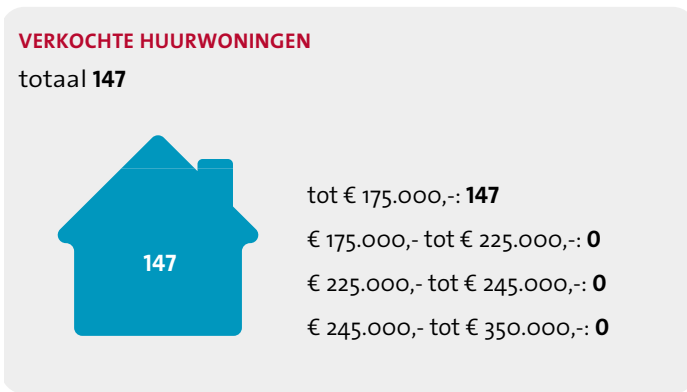 VERKOCHTE HUURWONINGEN
totaal 147
147
tot € 175.000,-: 147
€ 175.000,- tot € 225.000,-: 0
€ 225.000,- tot € 245.000,-: 0
€ 245.000,- tot € 350.000,-: 0